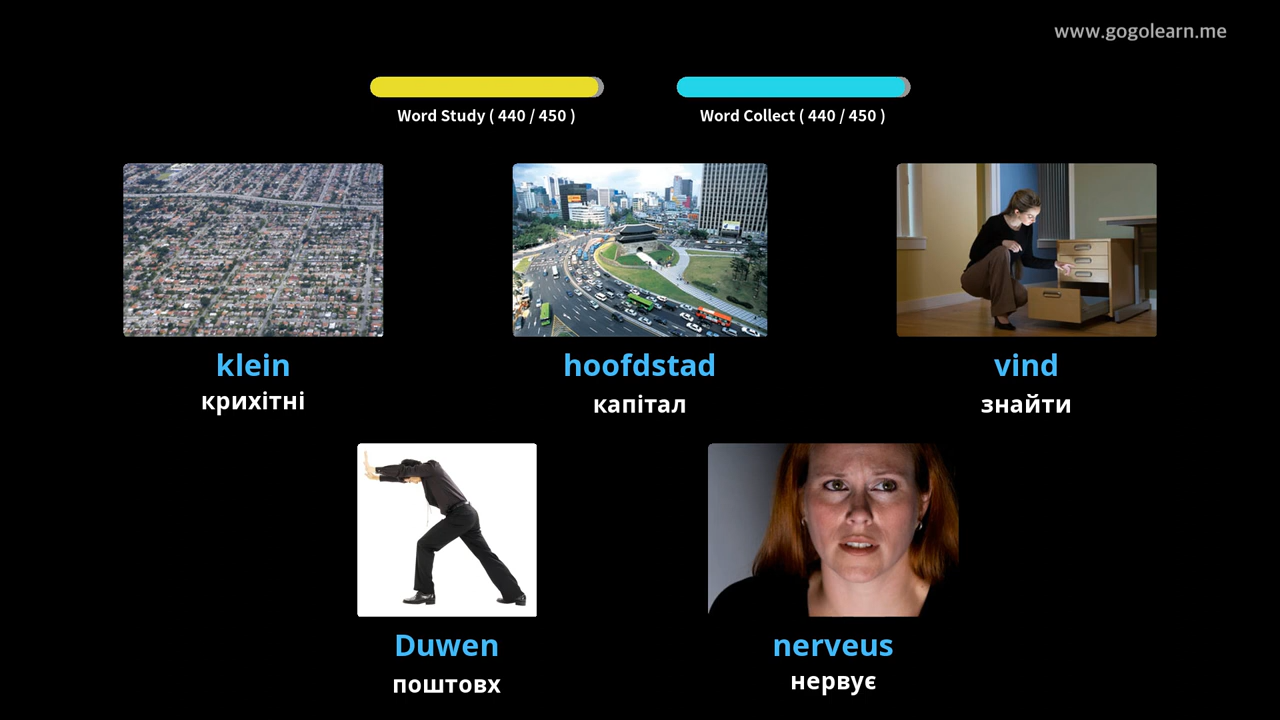 www.gogolearn.me
Word Study ( 440 / 450 )
Word Collect ( 440 / 450 )
klein
крихітні
hoofdstad
капітал
vind
знайти
Duwen
поштовх
nerveus
нервує